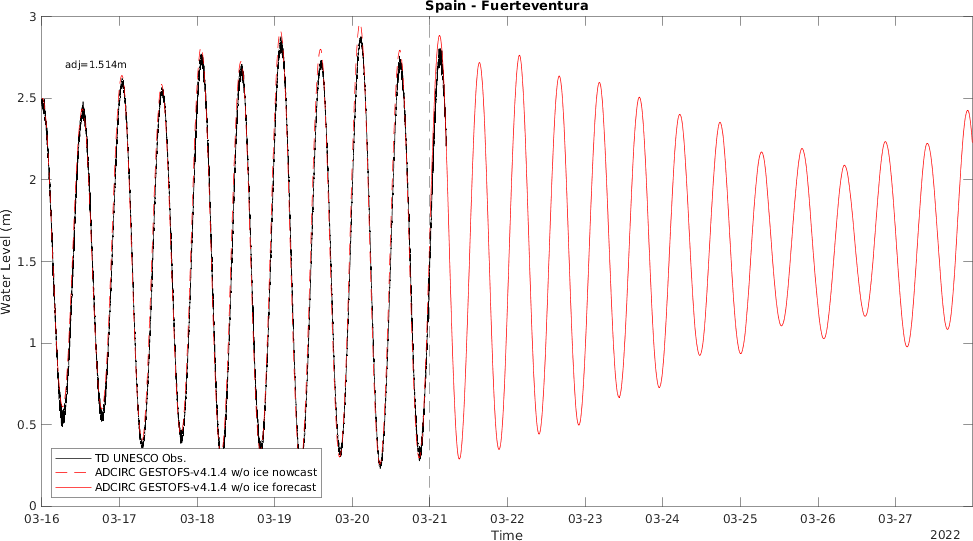 Spain - Fuerteventura
3
adj=1.514m
2.5
2
1.5
1
0.5
0
Water Level (m)
TD UNESCO Obs.
ADCIRC GESTOFS-v4.1.4 w/o ice nowcast
ADCIRC GESTOFS-v4.1.4 w/o ice forecast
03-16 03-17 03-18 03-19 03-20 03-21 03-22 03-23 03-24 03-25 03-26 03-27
Time
2022